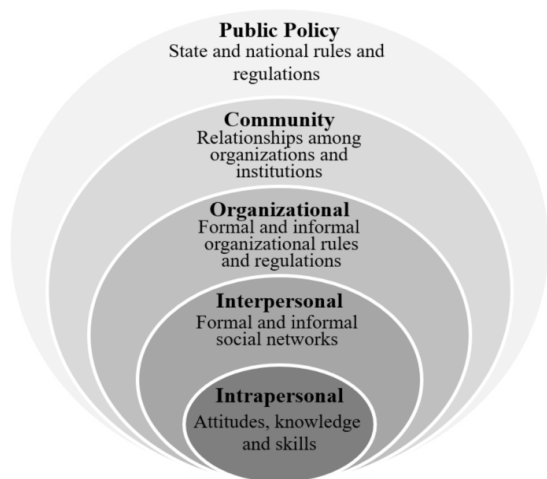 Public Policy
State and national rules and
regulations
Community
Relationships among
organizations and
institutions
Organizational
Formal and informal
organizational rules
and regulations
Interpersonal
Formal and informal
social networks
Intrapersonal
Attitudes, knowledge
and skills